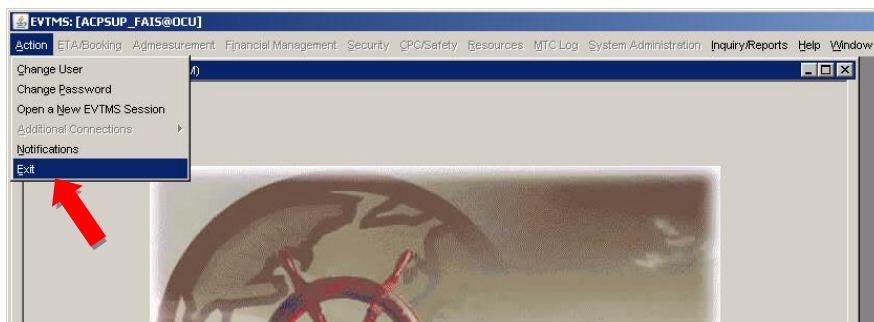 EVTMS: [ACPSUP_FAIS@OCU]
Action ETA/Booking Admeasurement Financial Management Security CPC/Safety Resources MTC Log System Administration Inquiry/Reports Help Window
Change User
Change Password
Open a New EVTMS Session
Additional Connections
Notifications
Exit